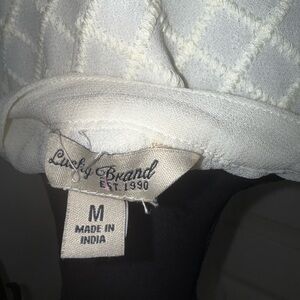 Lucky Brand
EST. 1990
M
MADE IN
INDIA